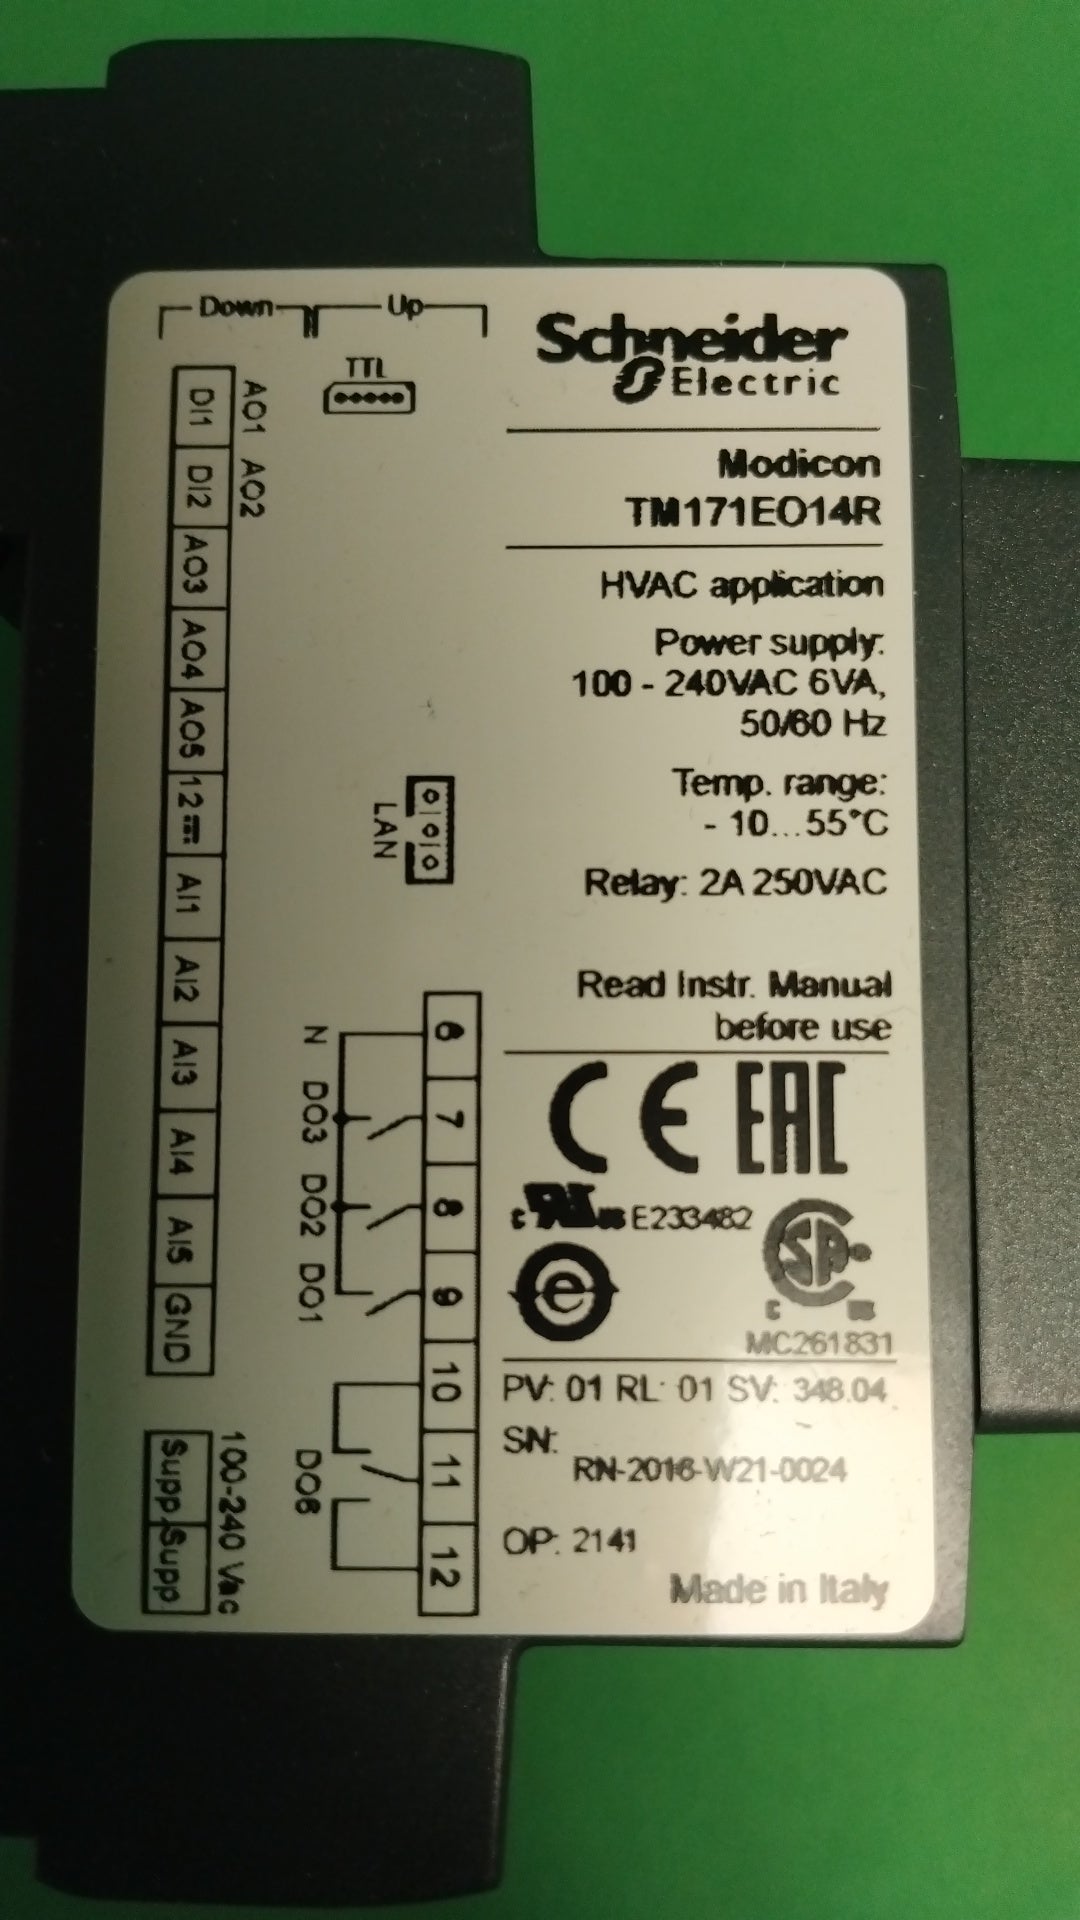 Down
Up
TTL
AO1 AO2
DI1 DI2 AO3 AO4 AO5 12 AI1 AI2 AI3 AI4 AI5 GND
LAN
6 7 8 9 10 11 12
N DO3 DO2 DO1 DO6
100-240 Vac
Supp. Supp.
Schneider
Electric
Modicon
TM171EO14R
HVAC application
Power supply:
100 - 240VAC 6VA,
50/60 Hz
Temp. range:
- 10...55°C
Relay: 2A 250VAC
Read Instr. Manual
before use
CE EAC
c UL us E233482
e
SP
c us
MC261831
PV: 01 RL: 01 SV: 348.04
SN:
RN-2016-W21-0024
OP: 2141
Made in Italy